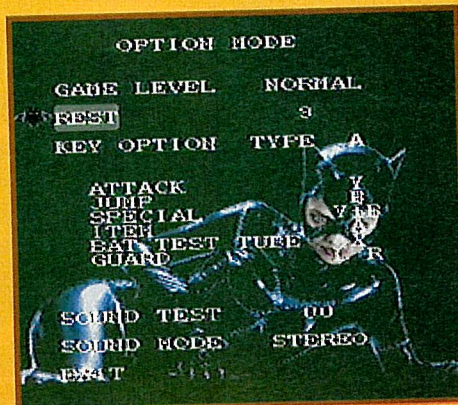 OPTION MODE
GAME LEVEL NORMAL
REST 3
KEY OPTION TYPE A
ATTACK Y
JUMP B
SPECIAL
ITEM A
BAT TEST TUBE X
GUARD L R
SOUND TEST 00
SOUND MODE STEREO
EXIT